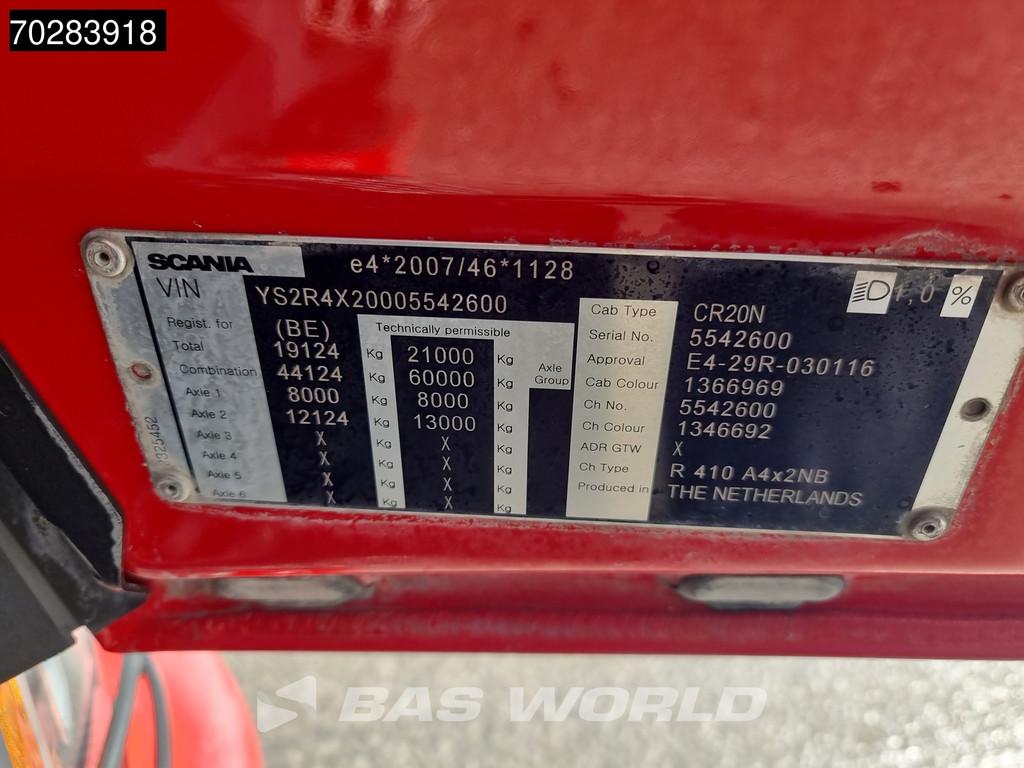 70283918
SCANIA e4*2007/46*1128
VIN YS2R4X20005542600
1,0 %
Regist. for (BE) Technically permissible
Total 19124 Kg 21000 Kg Axle Group
Combination 44124 Kg 60000 Kg
Axle 1 8000 Kg 8000 Kg
Axle 2 12124 Kg 13000 Kg
Axle 3 X Kg X Kg
Axle 4 X Kg X Kg
Axle 5 X Kg X Kg
Axle 6 X Kg X Kg
Cab Type CR20N
Serial No. 5542600
Approval E4-29R-030116
Cab Colour 1366969
Ch No. 5542600
Ch Colour 1346692
ADR GTW X
Ch Type R 410 A4x2NB
Produced in THE NETHERLANDS
325452
BAS WORLD